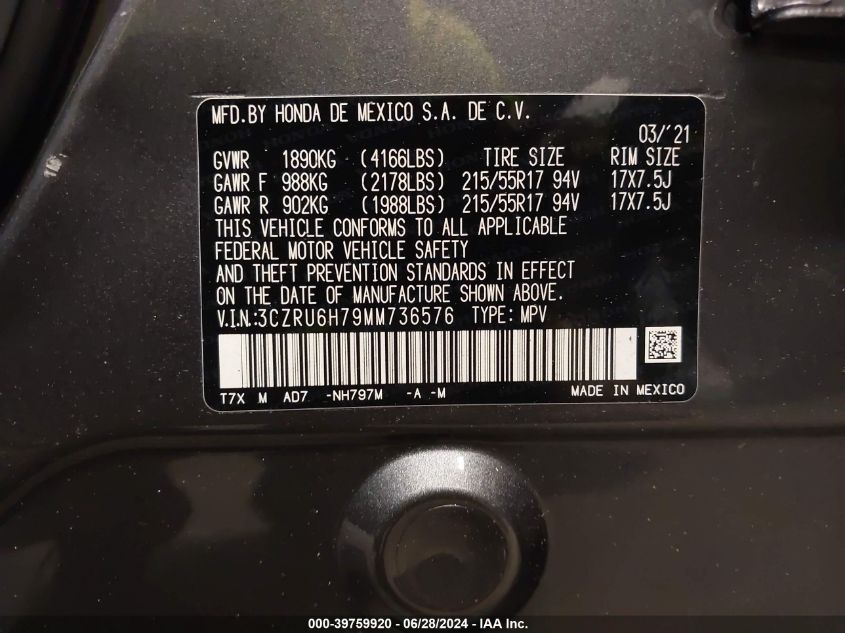 MFD.BY HONDA DE MEXICO S.A. DE C.V.
03/'21
GVWR 1890KG (4166LBS) TIRE SIZE RIM SIZE
GAWR F 988KG (2178LBS) 215/55R17 94V 17X7.5J
GAWR R 902KG (1988LBS) 215/55R17 94V 17X7.5J
THIS VEHICLE CONFORMS TO ALL APPLICABLE
FEDERAL MOTOR VEHICLE SAFETY
AND THEFT PREVENTION STANDARDS IN EFFECT
ON THE DATE OF MANUFACTURE SHOWN ABOVE.
V.I.N.:3CZRU6H79MM736576 TYPE: MPV
T7X M AD7 -NH797M -A -M MADE IN MEXICO
000-39759920 / 06/28/2024 - IAA Inc.